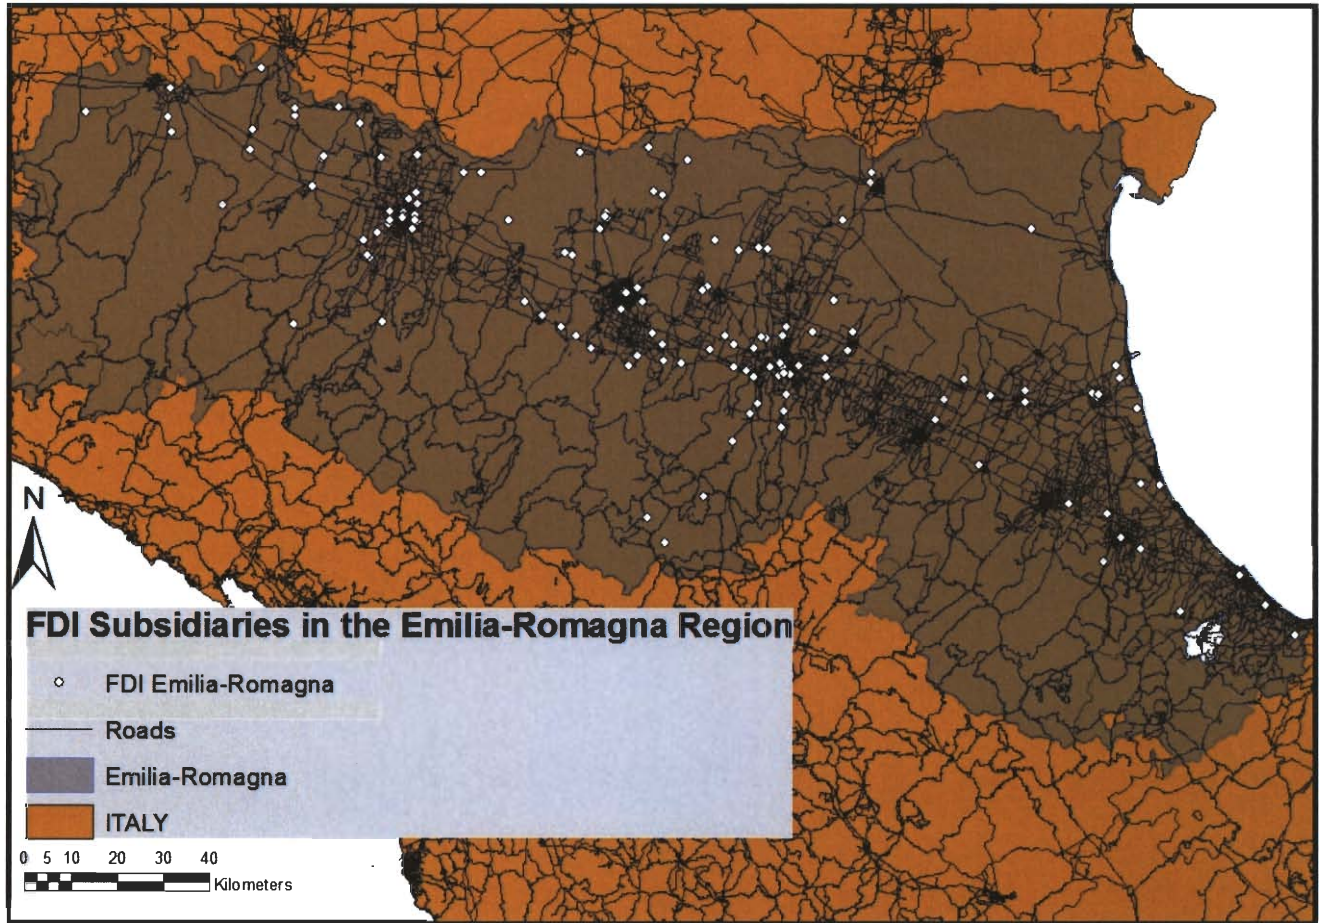 N
FDI Subsidiaries in the Emilia-Romagna Region
FDI Emilia-Romagna
Roads
Emilia-Romagna
ITALY
0 5 10 20 30 40
Kilometers